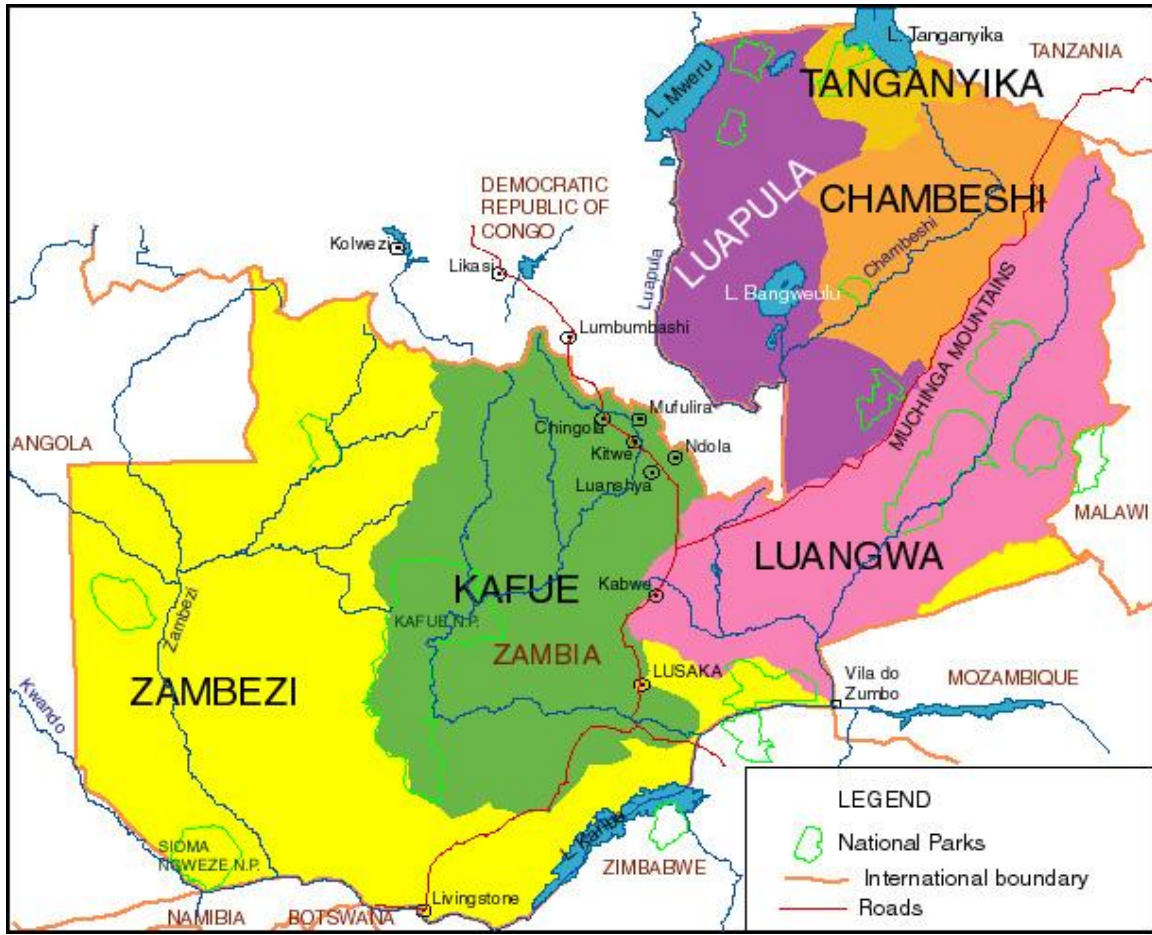 L. Tanganyika
TANZANIA
TANGANYIKA
L. Mweru
LUAPULA
CHAMBESHI
DEMOCRATIC
REPUBLIC OF
CONGO
Kolwezi
Likasi
Luapula
Chambeshi
L. Bangweulu
Lumbumbashi
MUCHINGA MOUNTAINS
Mufulira
Chingola
Kitwe
Ndola
Luanshya
ANGOLA
MALAWI
LUANGWA
KAFUE
Kabwe
KAFUE N.P.
ZAMBIA
Zambezi
ZAMBEZI
Kwando
LUSAKA
Vila do
Zumbo
MOZAMBIQUE
L. Kariba
SIOMA
NGWEZE N.P.
ZIMBABWE
Livingstone
NAMIBIA
BOTSWANA
LEGEND
National Parks
International boundary
Roads